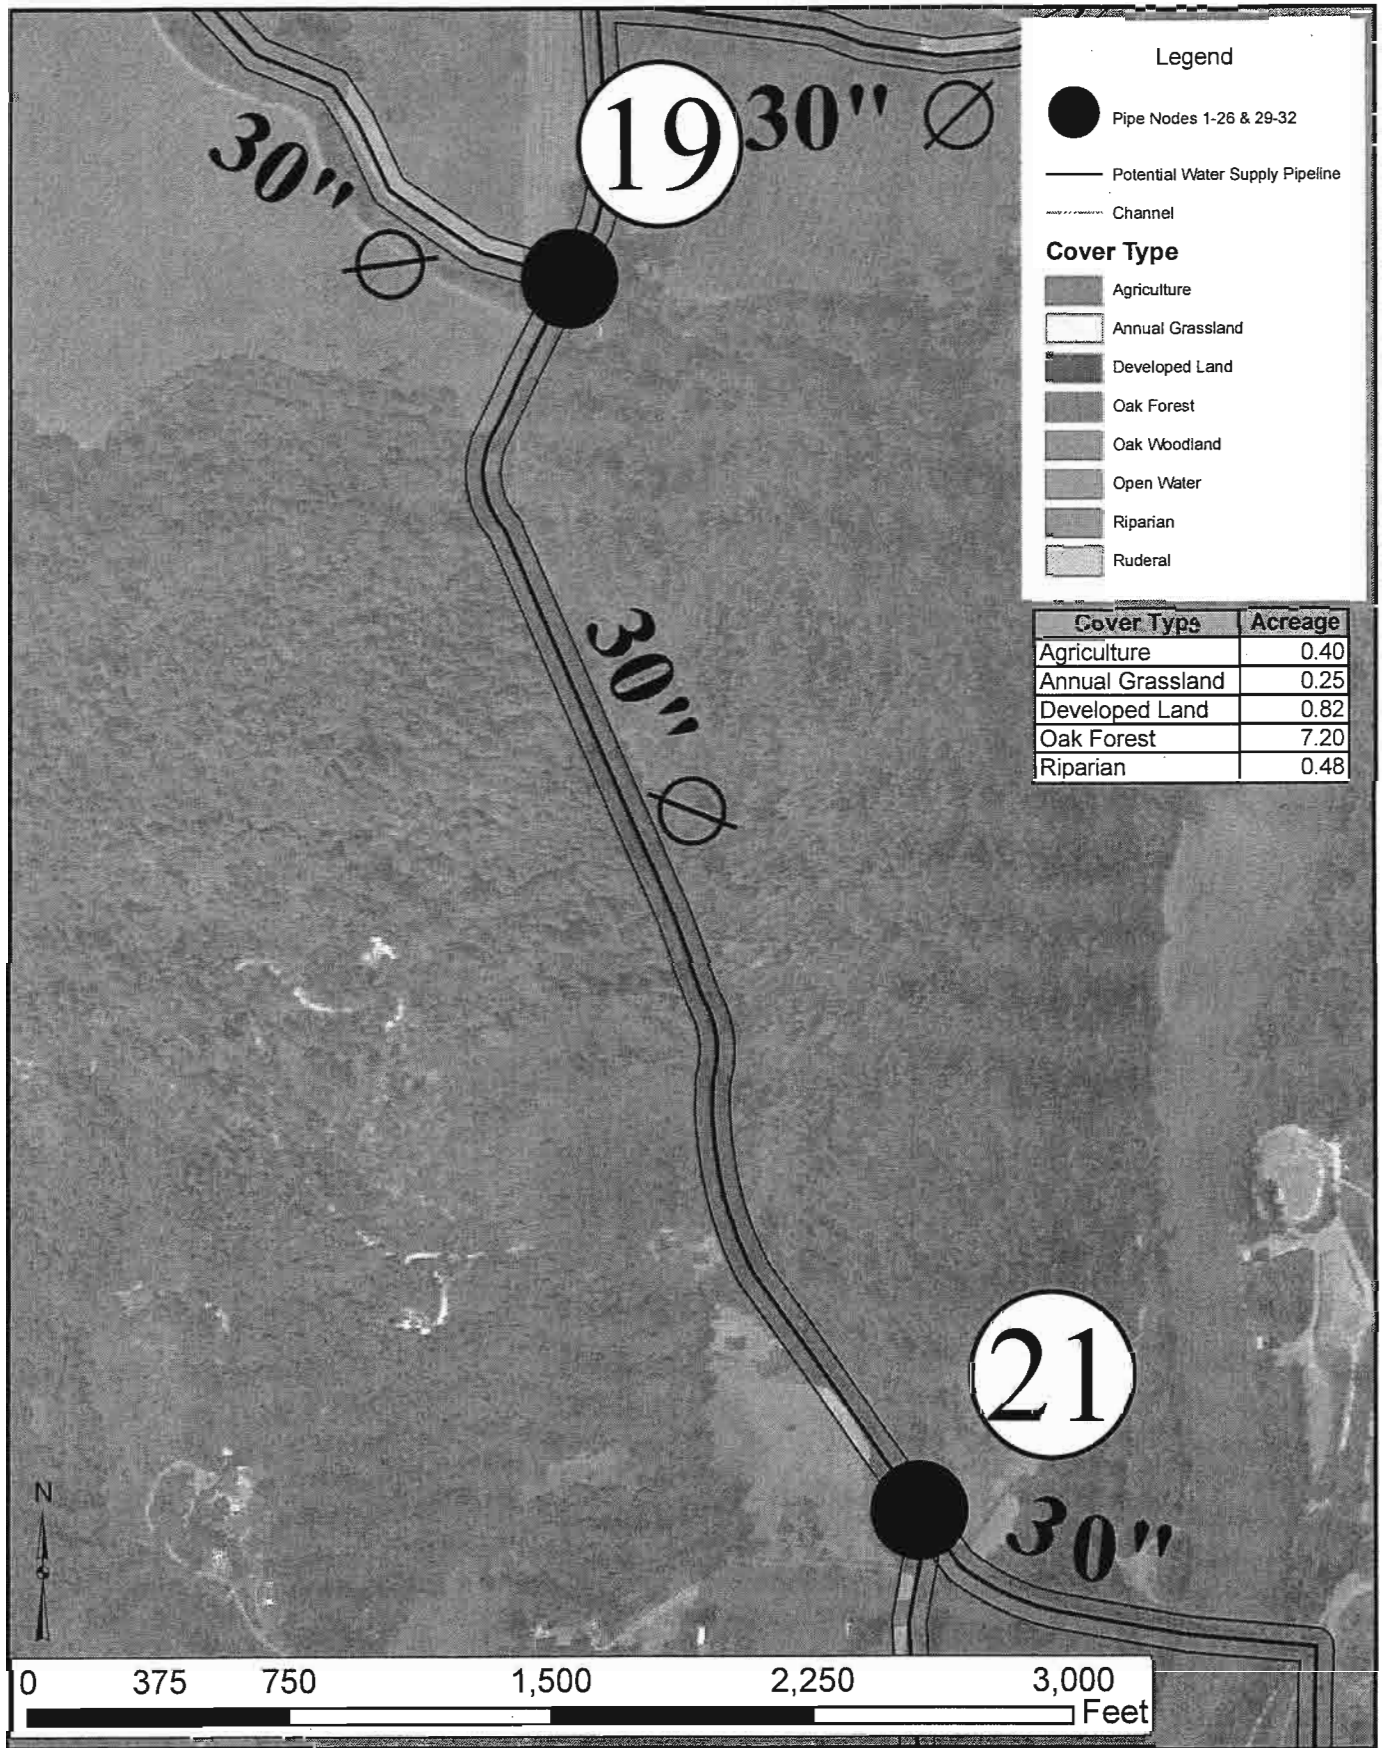 Legend
Pipe Nodes 1-26 & 29-32
Potential Water Supply Pipeline
Channel
Cover Type
Agriculture
Annual Grassland
Developed Land
Oak Forest
Oak Woodland
Open Water
Riparian
Ruderal
Cover Type Acreage
Agriculture 0.40
Annual Grassland 0.25
Developed Land 0.82
Oak Forest 7.20
Riparian 0.48
19
30" Ø
30" Ø
30" Ø
21
30"
N
0 375 750 1,500 2,250 3,000
Feet